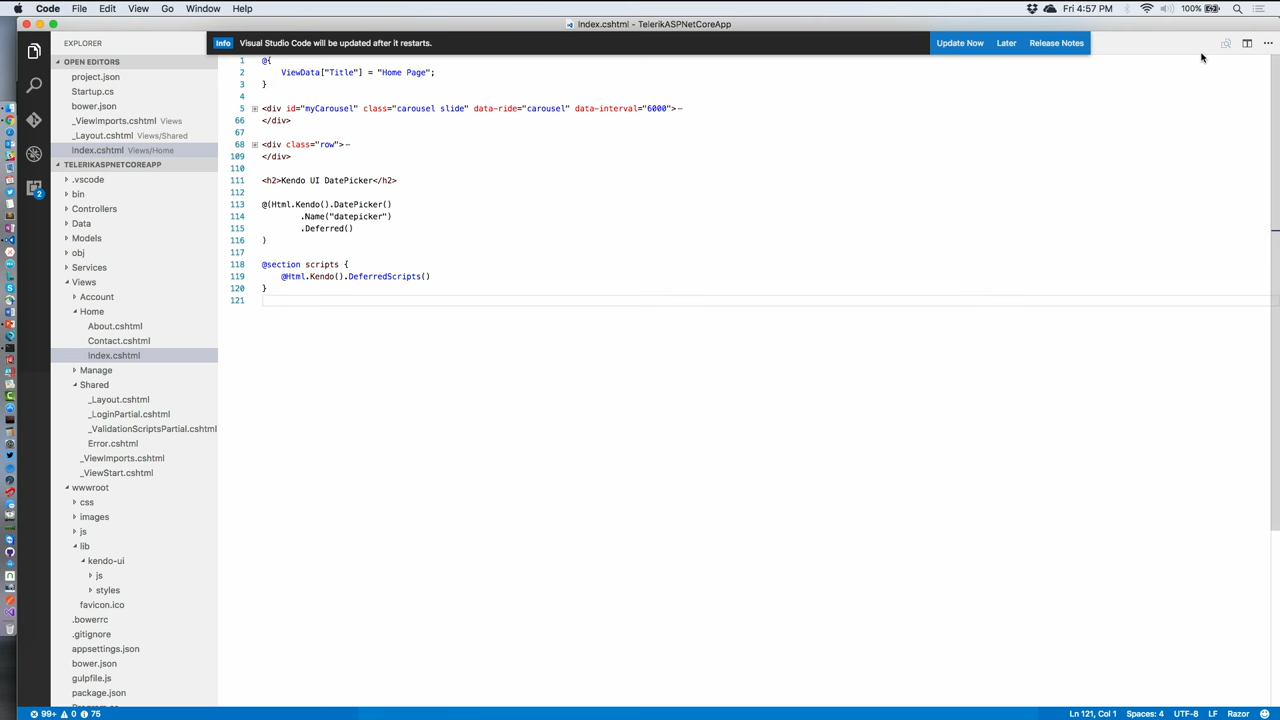 Code File Edit View Go Window Help
Fri 4:57 PM 100%
Index.cshtml - TelerikASPNetCoreApp
EXPLORER
Info Visual Studio Code will be updated after it restarts. Update Now Later Release Notes
OPEN EDITORS
project.json
Startup.cs
bower.json
_ViewImports.cshtml Views
_Layout.cshtml Views/Shared
Index.cshtml Views/Home
TELERIKASPNETCOREAPP
.vscode
bin
Controllers
Data
Models
obj
Services
Views
Account
Home
About.cshtml
Contact.cshtml
Index.cshtml
Manage
Shared
_Layout.cshtml
_LoginPartial.cshtml
_ValidationScriptsPartial.cshtml
Error.cshtml
_ViewImports.cshtml
_ViewStart.cshtml
wwwroot
css
images
js
lib
kendo-ui
js
styles
favicon.ico
.bowerrc
.gitignore
appsettings.json
bower.json
gulpfile.js
package.json
2
1 @{
2 ViewData["Title"] = "Home Page";
3 }
4
5 <div id="myCarousel" class="carousel slide" data-ride="carousel" data-interval="6000">
66 </div>
67
68 <div class="row">
109 </div>
110
111 <h2>Kendo UI DatePicker</h2>
112
113 @(Html.Kendo().DatePicker()
114 .Name("datepicker")
115 .Deferred()
116 )
117
118 @section scripts {
119 @Html.Kendo().DeferredScripts()
120 }
121
99+ 0 75
Ln 121, Col 1 Spaces: 4 UTF-8 LF Razor